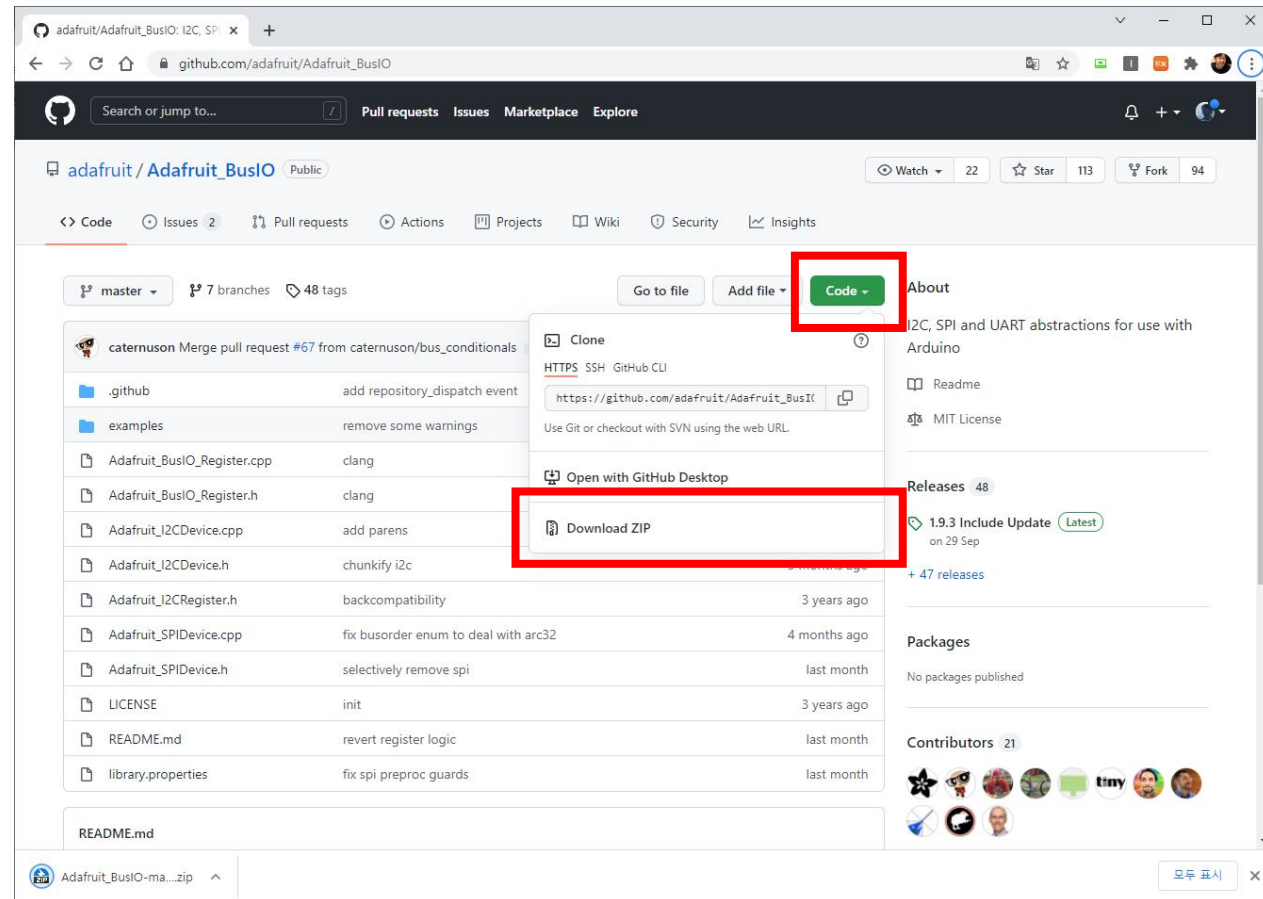 adafruit/Adafruit_BusIO: I2C, SPI
github.com/adafruit/Adafruit_BusIO
Search or jump to... / Pull requests Issues Marketplace Explore
adafruit / Adafruit_BusIO Public Watch 22 Star 113 Fork 94
Code Issues 2 Pull requests Actions Projects Wiki Security Insights
master 7 branches 48 tags Go to file Add file Code
caternuson Merge pull request #67 from caternuson/bus_conditionals
.github add repository_dispatch event
examples remove some warnings
Adafruit_BusIO_Register.cpp clang
Adafruit_BusIO_Register.h clang
Adafruit_I2CDevice.cpp add parens
Adafruit_I2CDevice.h chunkify i2c months ago
Adafruit_I2CRegister.h backcompatibility 3 years ago
Adafruit_SPIDevice.cpp fix busorder enum to deal with arc32 4 months ago
Adafruit_SPIDevice.h selectively remove spi last month
LICENSE init 3 years ago
README.md revert register logic last month
library.properties fix spi preproc guards last month
README.md
Clone
HTTPS SSH GitHub CLI
https://github.com/adafruit/Adafruit_BusI(
Use Git or checkout with SVN using the web URL.
Open with GitHub Desktop
Download ZIP
About
I2C, SPI and UART abstractions for use with
Arduino
Readme
MIT License
Releases 48
1.9.3 Include Update Latest
on 29 Sep
+ 47 releases
Packages
No packages published
Contributors 21
tiny
ZIP Adafruit_BusIO-ma....zip 모두 표시